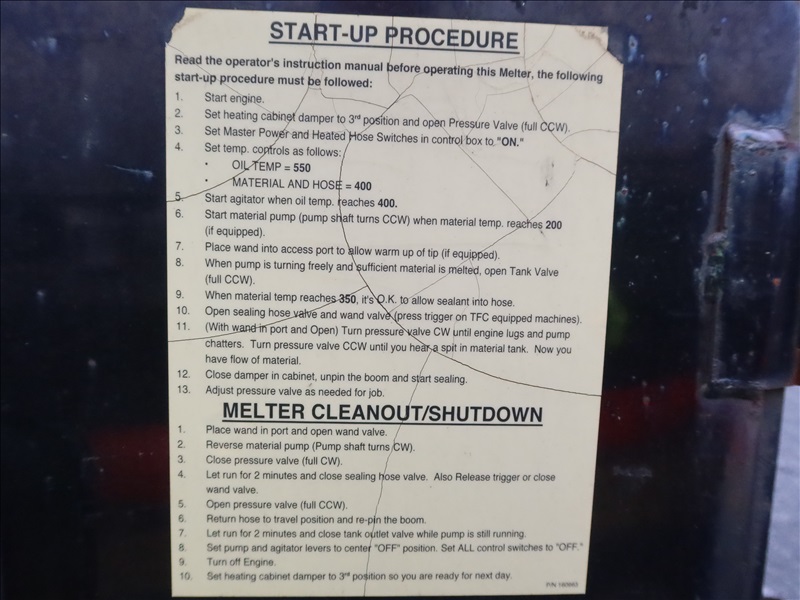 START-UP PROCEDURE
Read the operator's instruction manual before operating this Melter, the following
start-up procedure must be followed:
1. Start engine.
2. Set heating cabinet damper to 3rd position and open Pressure Valve (full CCW).
3. Set Master Power and Heated Hose Switches in control box to "ON."
4. Set temp. controls as follows:
· OIL TEMP = 550
· MATERIAL AND HOSE = 400
5. Start agitator when oil temp. reaches 400.
6. Start material pump (pump shaft turns CCW) when material temp. reaches 200
(if equipped).
7. Place wand into access port to allow warm up of tip (if equipped).
8. When pump is turning freely and sufficient material is melted, open Tank Valve
(full CCW).
9. When material temp reaches 350, it's O.K. to allow sealant into hose.
10. Open sealing hose valve and wand valve (press trigger on TFC equipped machines).
11. (With wand in port and Open) Turn pressure valve CW until engine lugs and pump
chatters. Turn pressure valve CCW until you hear a spit in material tank. Now you
have flow of material.
12. Close damper in cabinet, unpin the boom and start sealing.
13. Adjust pressure valve as needed for job.
MELTER CLEANOUT/SHUTDOWN
1. Place wand in port and open wand valve.
2. Reverse material pump (Pump shaft turns CW).
3. Close pressure valve (full CW).
4. Let run for 2 minutes and close sealing hose valve. Also Release trigger or close
wand valve.
5. Open pressure valve (full CCW).
6. Return hose to travel position and re-pin the boom.
7. Let run for 2 minutes and close tank outlet valve while pump is still running.
8. Set pump and agitator levers to center "OFF" position. Set ALL control switches to "OFF."
9. Turn off Engine.
10. Set heating cabinet damper to 3rd position so you are ready for next day.
P/N